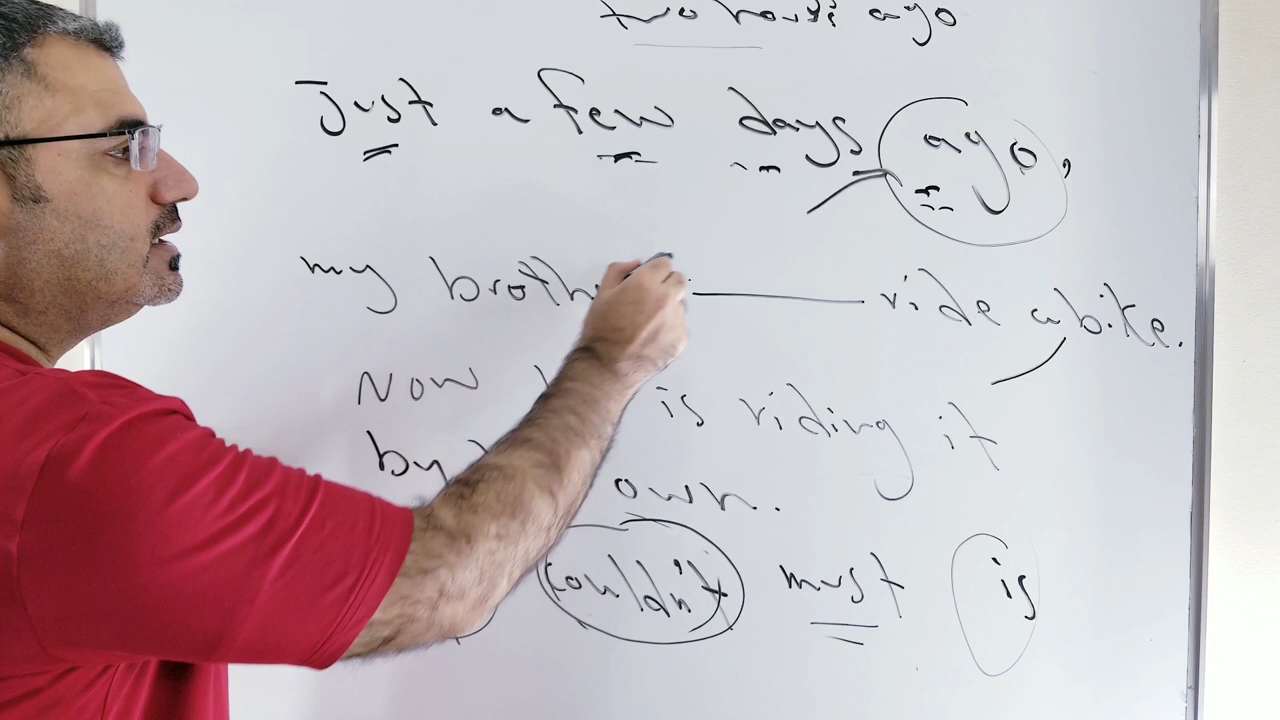 two hours ago
Just a few days ago,
my brother ride a bike.
Now is riding it
by own.
couldn't must is